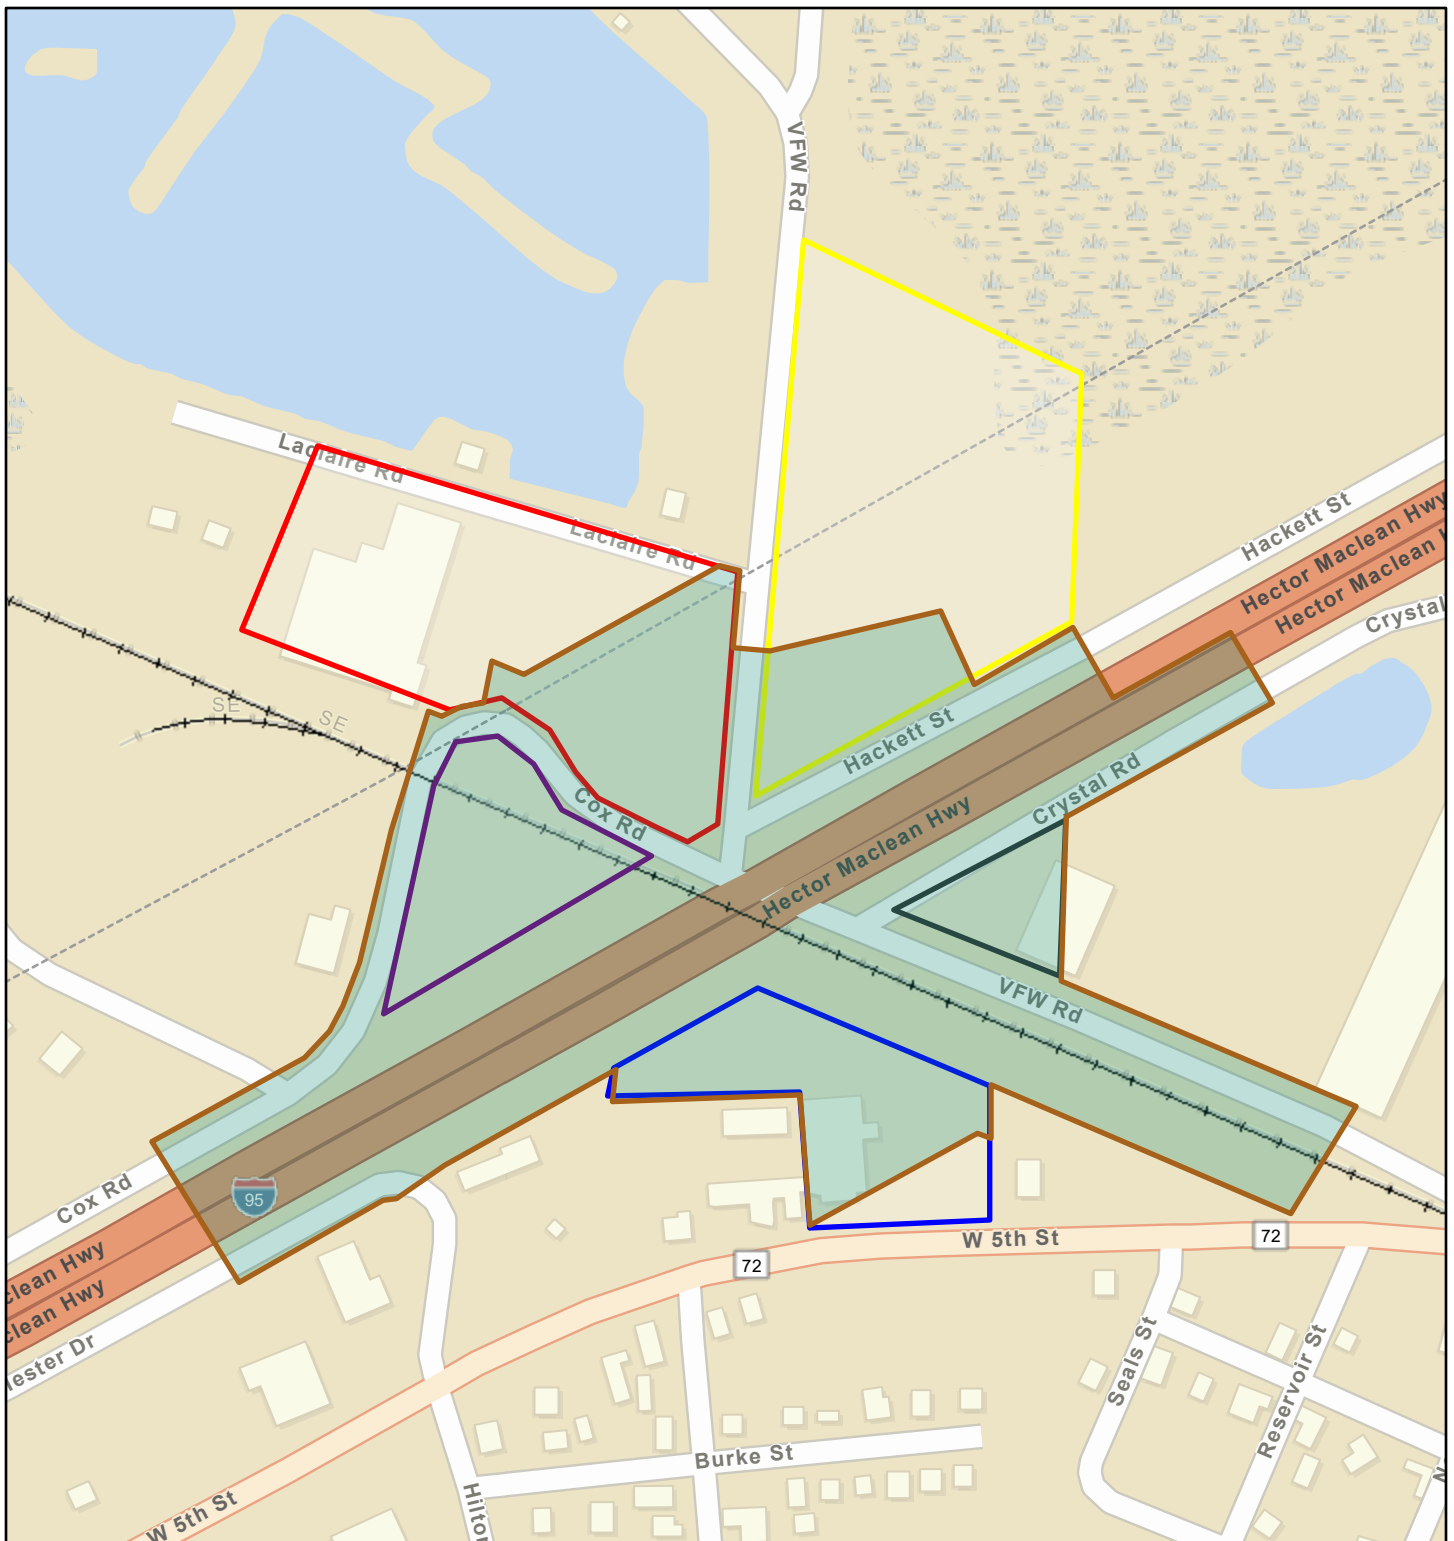 VFW Rd
Laclaire Rd
Laclaire Rd
Hackett St
Hector Maclean Hwy
Hector Maclean H
Crystal
SE
SE
Hackett St
Crystal Rd
Cox Rd
Hector Maclean Hwy
VFW Rd
Cox Rd
95
clean Hwy
clean Hwy
lester Dr
W 5th St
72
72
Seals St
Reservoir St
Burke St
W 5th St
Hilton
N